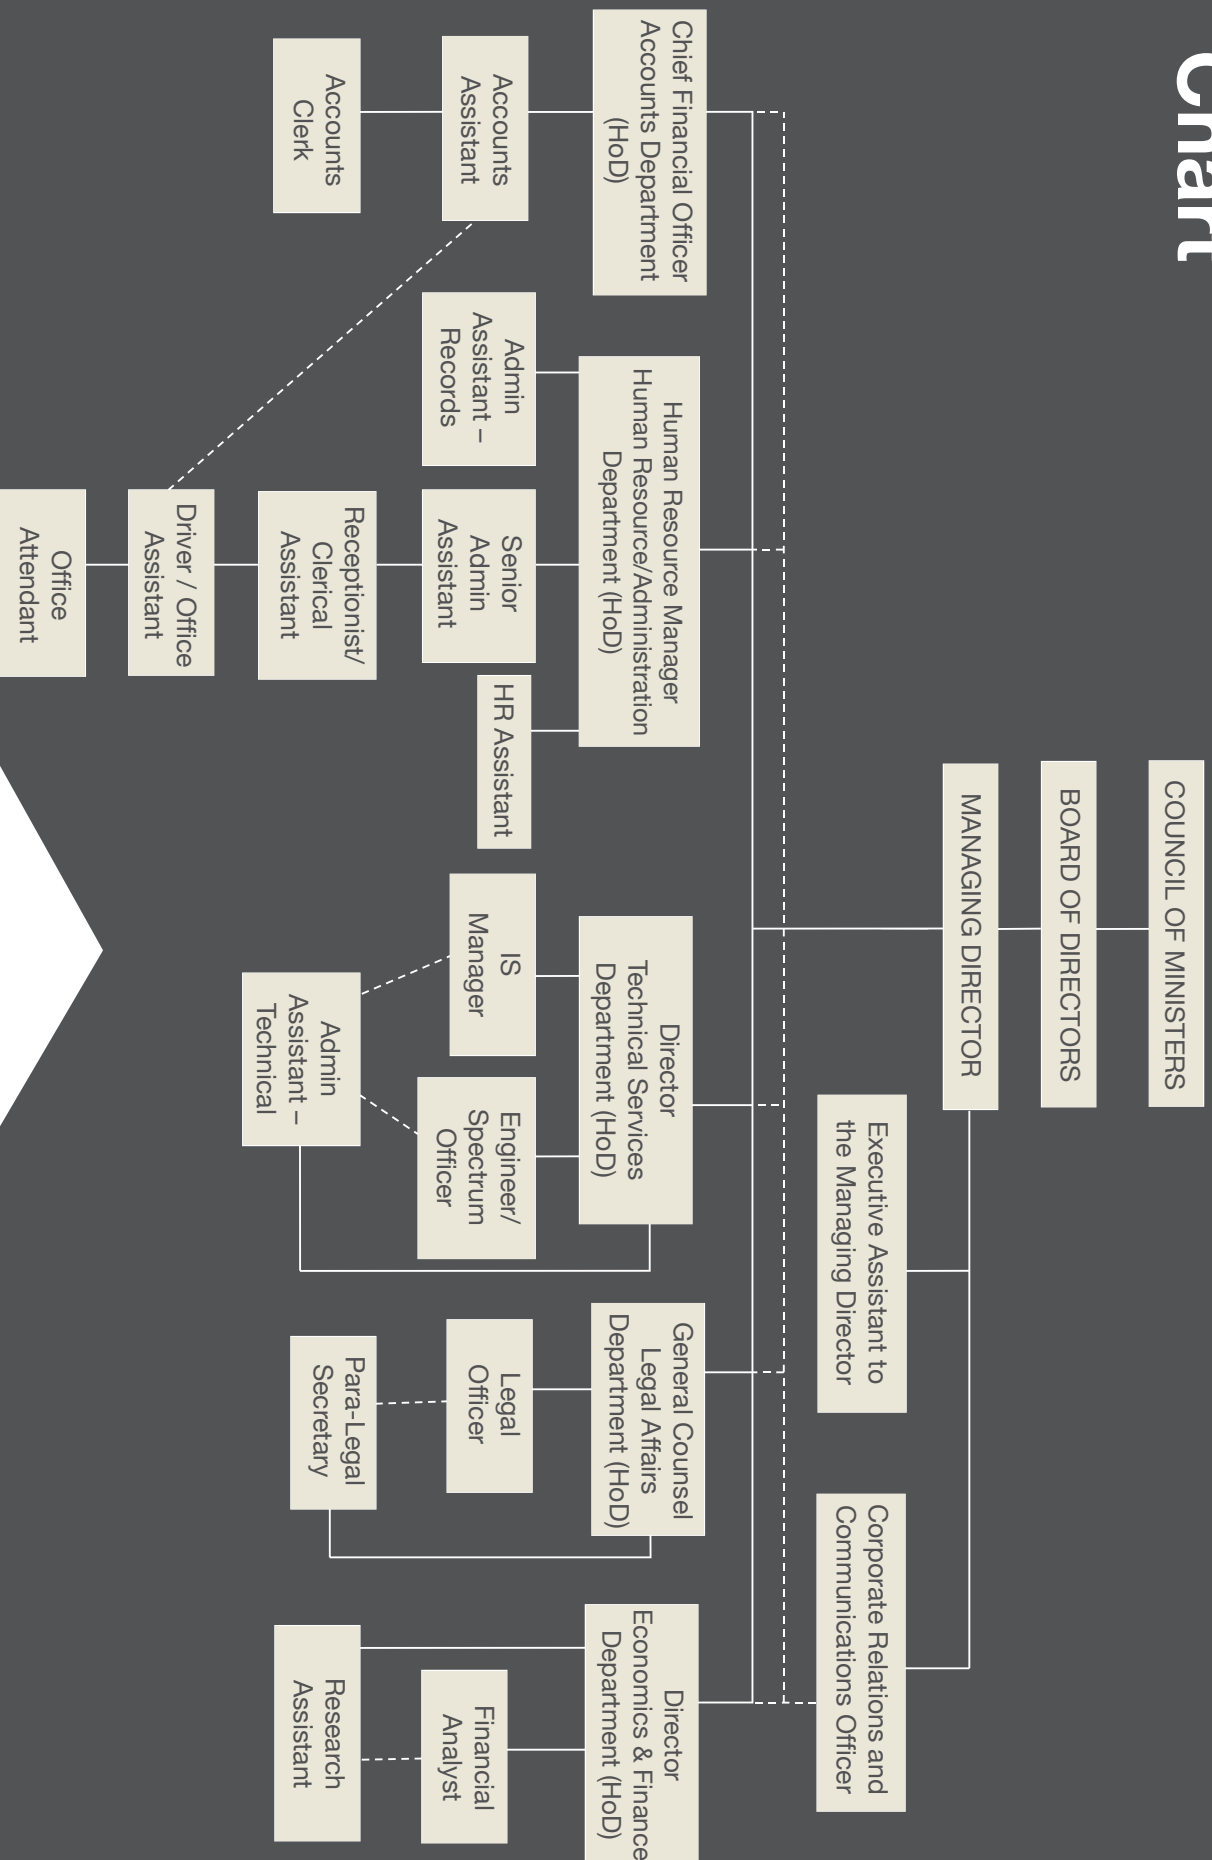 Chart
COUNCIL OF MINISTERS
BOARD OF DIRECTORS
MANAGING DIRECTOR
Executive Assistant to
the Managing Director
Corporate Relations and
Communications Officer
Chief Financial Officer
Accounts Department
(HoD)
Human Resource Manager
Human Resource/Administration
Department (HoD)
Director
Technical Services
Department (HoD)
General Counsel
Legal Affairs
Department (HoD)
Director
Economics & Finance
Department (HoD)
Accounts
Assistant
Admin
Assistant –
Records
Senior
Admin
Assistant
HR Assistant
IS
Manager
Engineer/
Spectrum
Officer
Legal
Officer
Financial
Analyst
Accounts
Clerk
Receptionist/
Clerical
Assistant
Admin
Assistant –
Technical
Para-Legal
Secretary
Research
Assistant
Driver / Office
Assistant
Office
Attendant